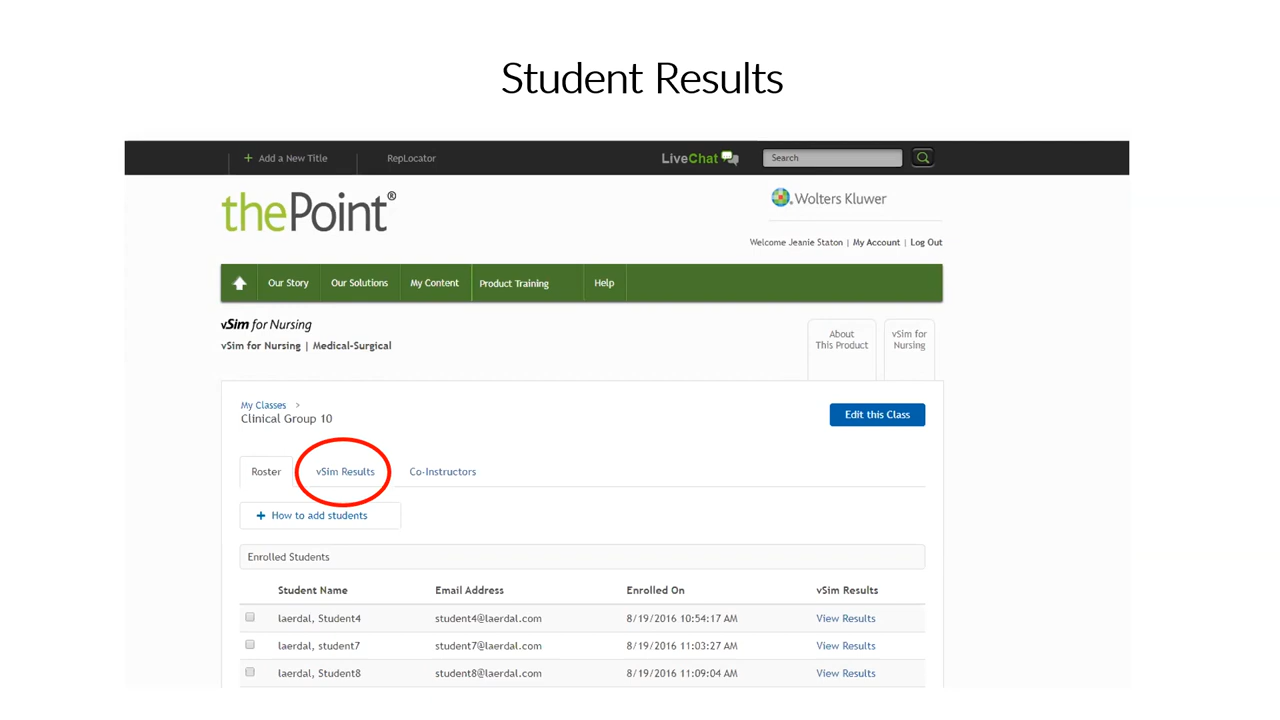 Student Results
+ Add a New Title
RepLocator
LiveChat
Search
thePoint®
Wolters Kluwer
Welcome Jeanie Staton | My Account | Log Out
Our Story
Our Solutions
My Content
Product Training
Help
vSim for Nursing
vSim for Nursing | Medical-Surgical
About
This Product
vSim for
Nursing
My Classes >
Clinical Group 10
Edit this Class
Roster
vSim Results
Co-Instructors
+ How to add students
Enrolled Students
Student Name Email Address Enrolled On vSim Results
laerdal, Student4 student4@laerdal.com 8/19/2016 10:54:17 AM View Results
laerdal, student7 student7@laerdal.com 8/19/2016 11:03:27 AM View Results
laerdal, Student8 student8@laerdal.com 8/19/2016 11:09:04 AM View Results